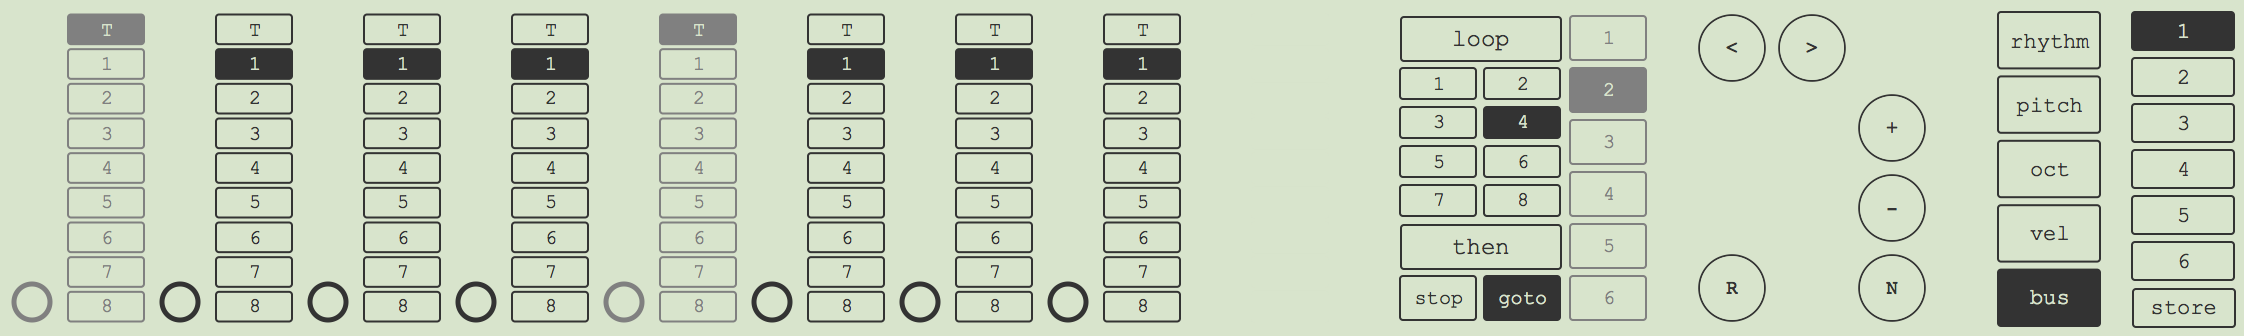 T T T T T T T T
1 1 1 1 1 1 1 1
2 2 2 2 2 2 2 2
3 3 3 3 3 3 3 3
4 4 4 4 4 4 4 4
5 5 5 5 5 5 5 5
6 6 6 6 6 6 6 6
7 7 7 7 7 7 7 7
8 8 8 8 8 8 8 8
loop
1 2
3 4
5 6
7 8
then
stop goto
1
2
3
4
5
6
< >
+
-
R N
rhythm
pitch
oct
vel
bus
1
2
3
4
5
6
store